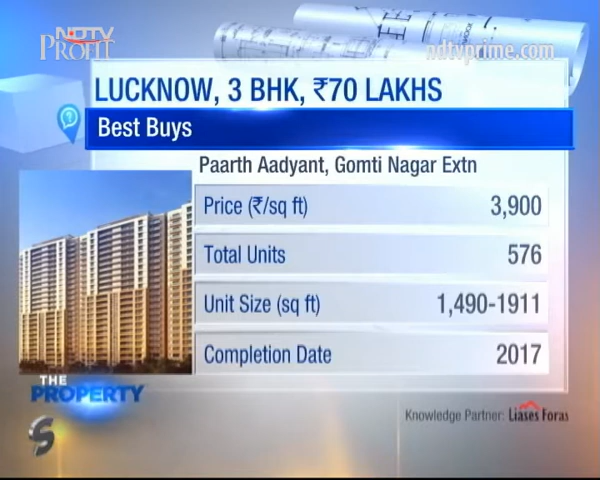 NDTV
PROFIT
ndtvprime.com
LUCKNOW, 3 BHK, ₹70 LAKHS
Best Buys
Paarth Aadyant, Gomti Nagar Extn
Price (₹/sq ft) 3,900
Total Units 576
Unit Size (sq ft) 1,490-1911
Completion Date 2017
THE
PROPERTY
Knowledge Partner: Liases Foras